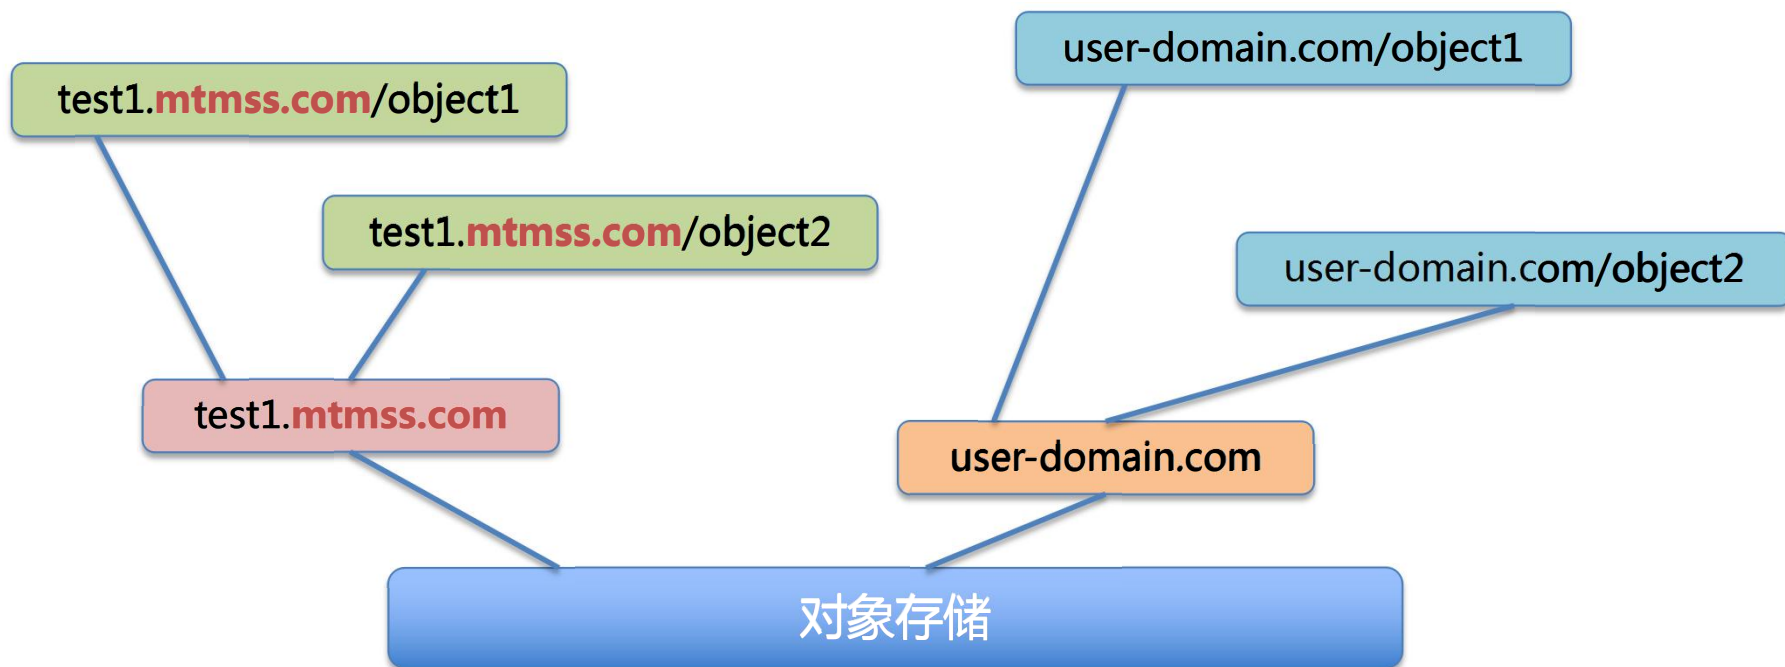 user-domain.com/object1
test1.mtmss.com/object1
test1.mtmss.com/object2
user-domain.com/object2
test1.mtmss.com
user-domain.com
对象存储